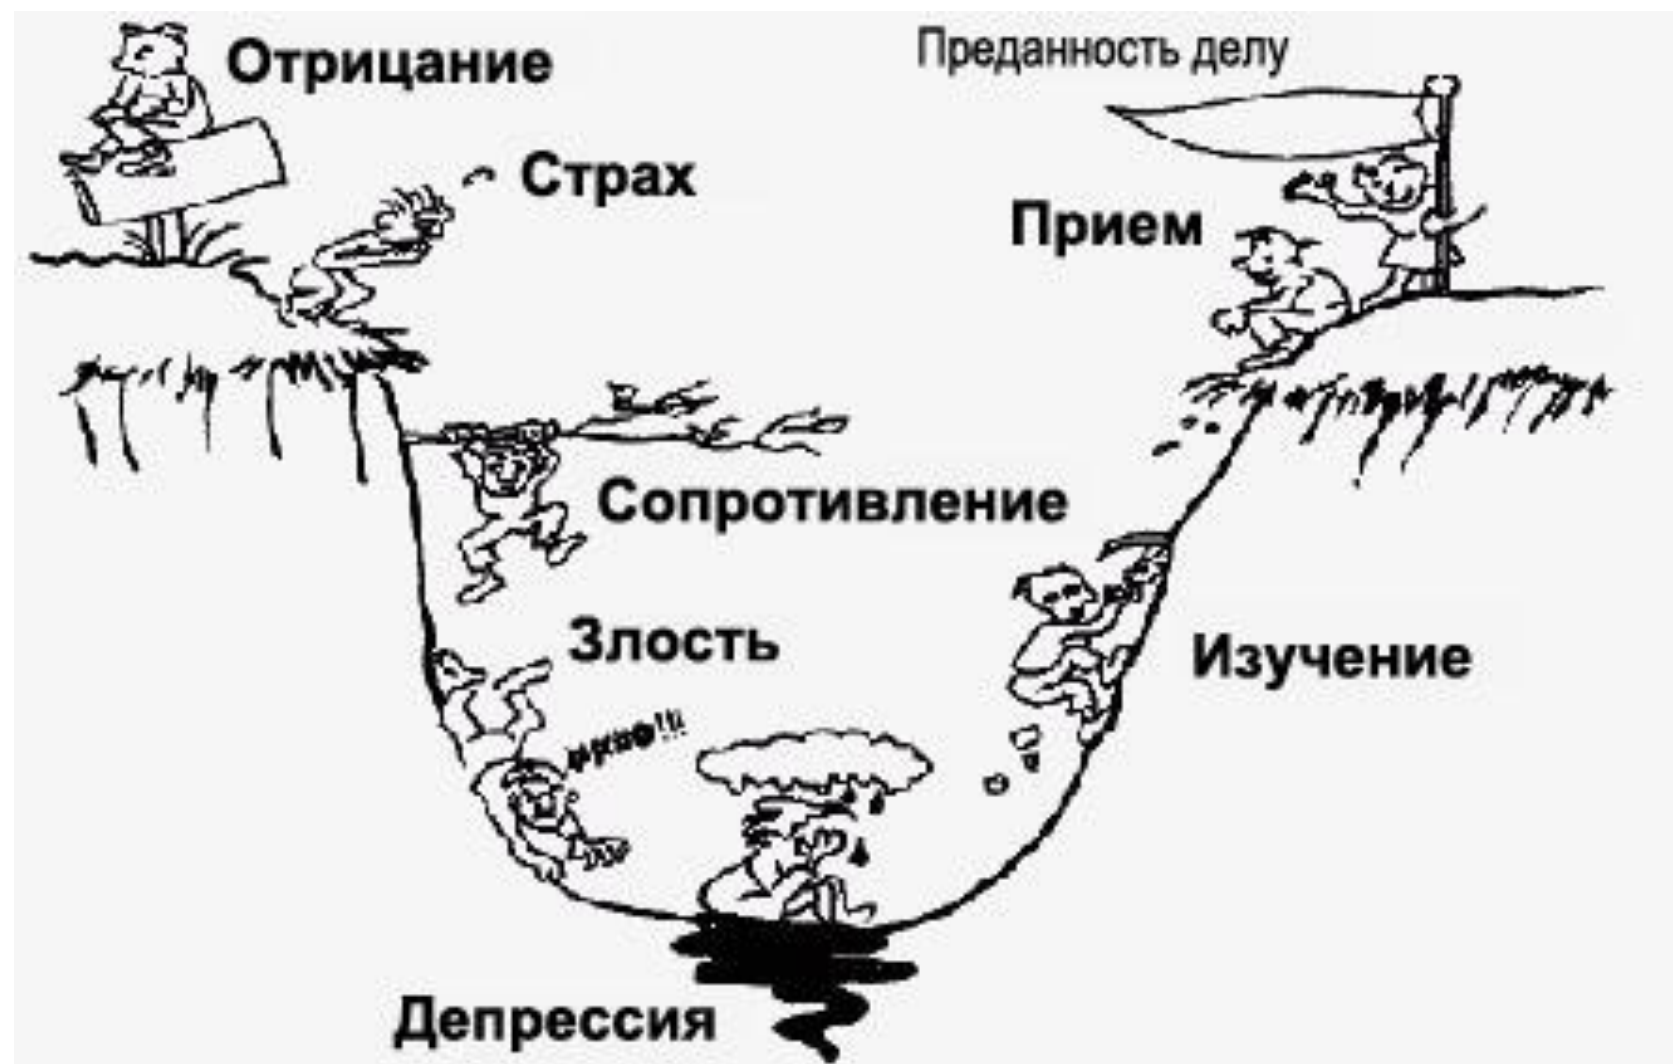 Отрицание
Преданность делу
Страх
Прием
Сопротивление
Злость
Изучение
Депрессия